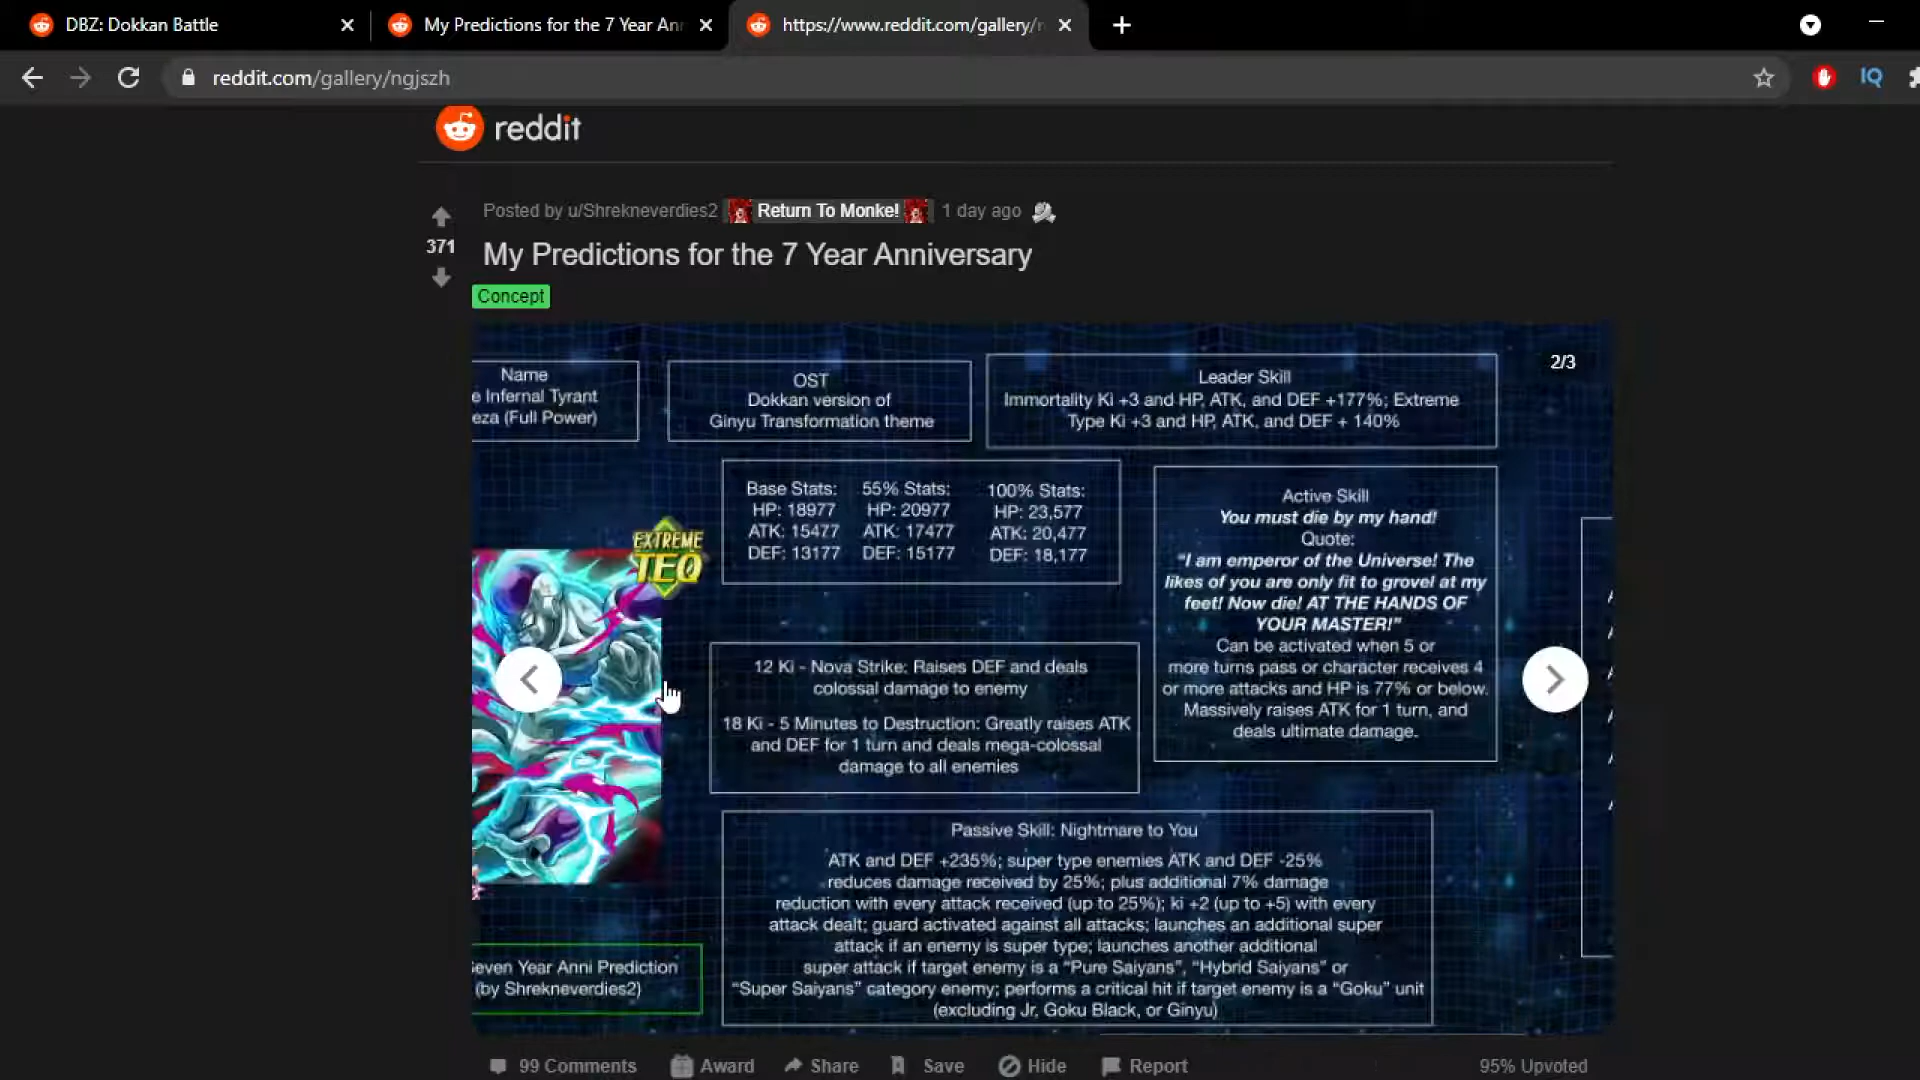 DBZ: Dokkan Battle
My Predictions for the 7 Year Ann
https://www.reddit.com/gallery/n
reddit.com/gallery/ngjszh
IQ
reddit
Posted by u/Shrekneverdies2 Return To Monke! 1 day ago
371
My Predictions for the 7 Year Anniversary
Concept
2/3
Name
e Infernal Tyrant
eza (Full Power)
OST
Dokkan version of
Ginyu Transformation theme
Leader Skill
Immortality Ki +3 and HP, ATK, and DEF +177%; Extreme
Type Ki +3 and HP, ATK, and DEF + 140%
EXTREME
TEQ
Base Stats:
HP: 18977
ATK: 15477
DEF: 13177
55% Stats:
HP: 20977
ATK: 17477
DEF: 15177
100% Stats:
HP: 23,577
ATK: 20,477
DEF: 18,177
Active Skill
You must die by my hand!
Quote:
"I am emperor of the Universe! The
likes of you are only fit to grovel at my
feet! Now die! AT THE HANDS OF
YOUR MASTER!"
Can be activated when 5 or
more turns pass or character receives 4
or more attacks and HP is 77% or below.
Massively raises ATK for 1 turn, and
deals ultimate damage.
12 Ki - Nova Strike: Raises DEF and deals
colossal damage to enemy
18 Ki - 5 Minutes to Destruction: Greatly raises ATK
and DEF for 1 turn and deals mega-colossal
damage to all enemies
Passive Skill: Nightmare to You
ATK and DEF +235%; super type enemies ATK and DEF -25%
reduces damage received by 25%; plus additional 7% damage
reduction with every attack received (up to 25%); ki +2 (up to +5) with every
attack dealt; guard activated against all attacks; launches an additional super
attack if an enemy is super type; launches another additional
super attack if target enemy is a "Pure Saiyans", "Hybrid Saiyans" or
"Super Saiyans" category enemy; performs a critical hit if target enemy is a "Goku" unit
(excluding Jr, Goku Black, or Ginyu)
Seven Year Anni Prediction
(by Shrekneverdies2)
99 Comments Award Share Save Hide Report 95% Upvoted